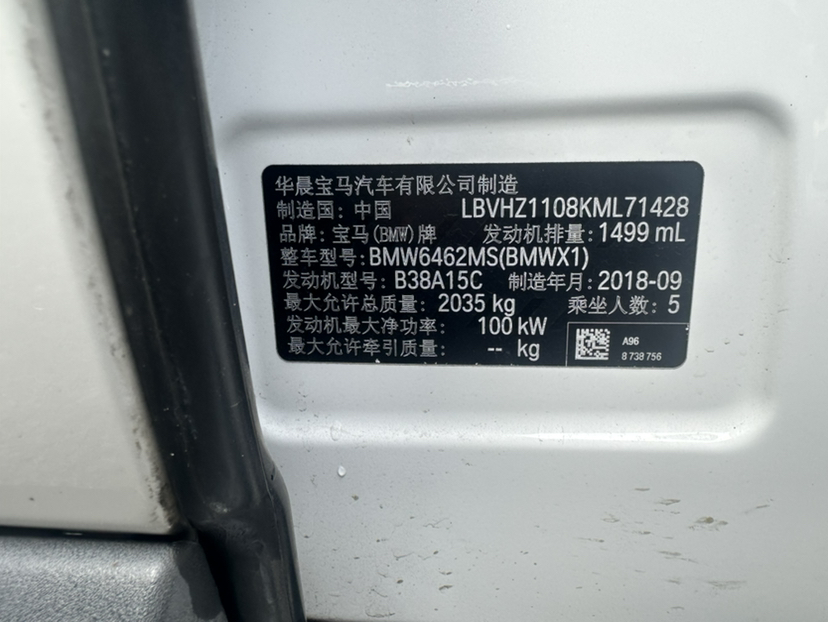 华晨宝马汽车有限公司制造
制造国：中国 LBVHZ1108KML71428
品牌：宝马(BMW)牌 发动机排量：1499 mL
整车型号：BMW6462MS(BMWX1)
发动机型号：B38A15C 制造年月：2018-09
最大允许总质量：2035 kg 乘坐人数：5
发动机最大净功率：100 kW
最大允许牵引质量：-- kg
A96
8 738 756